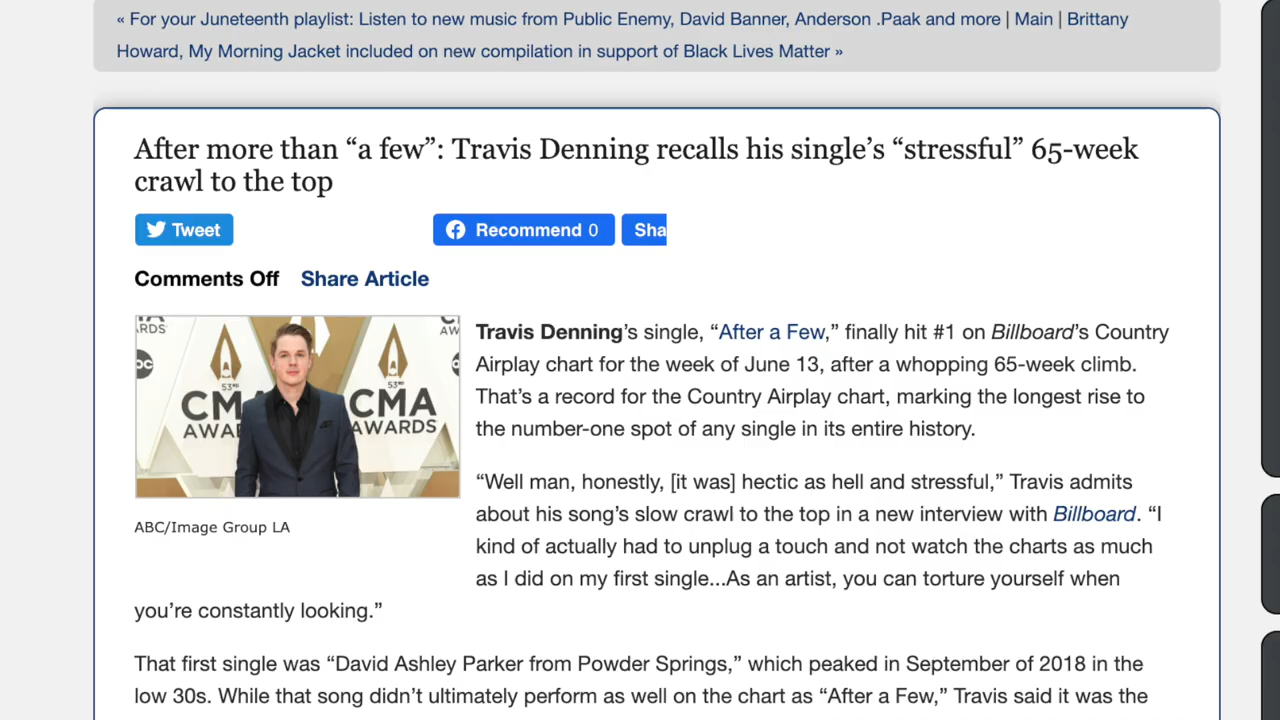 « For your Juneteenth playlist: Listen to new music from Public Enemy, David Banner, Anderson .Paak and more | Main | Brittany
Howard, My Morning Jacket included on new compilation in support of Black Lives Matter »
After more than “a few”: Travis Denning recalls his single’s “stressful” 65-week
crawl to the top
Tweet
Recommend 0
Sha
Comments Off
Share Article
53RD
CMA
AWARDS
53RD
CMA
AWARDS
ABC/Image Group LA
Travis Denning’s single, “After a Few,” finally hit #1 on Billboard’s Country
Airplay chart for the week of June 13, after a whopping 65-week climb.
That’s a record for the Country Airplay chart, marking the longest rise to
the number-one spot of any single in its entire history.
“Well man, honestly, [it was] hectic as hell and stressful,” Travis admits
about his song’s slow crawl to the top in a new interview with Billboard. “I
kind of actually had to unplug a touch and not watch the charts as much
as I did on my first single...As an artist, you can torture yourself when
you’re constantly looking.”
That first single was “David Ashley Parker from Powder Springs,” which peaked in September of 2018 in the
low 30s. While that song didn’t ultimately perform as well on the chart as “After a Few,” Travis said it was the